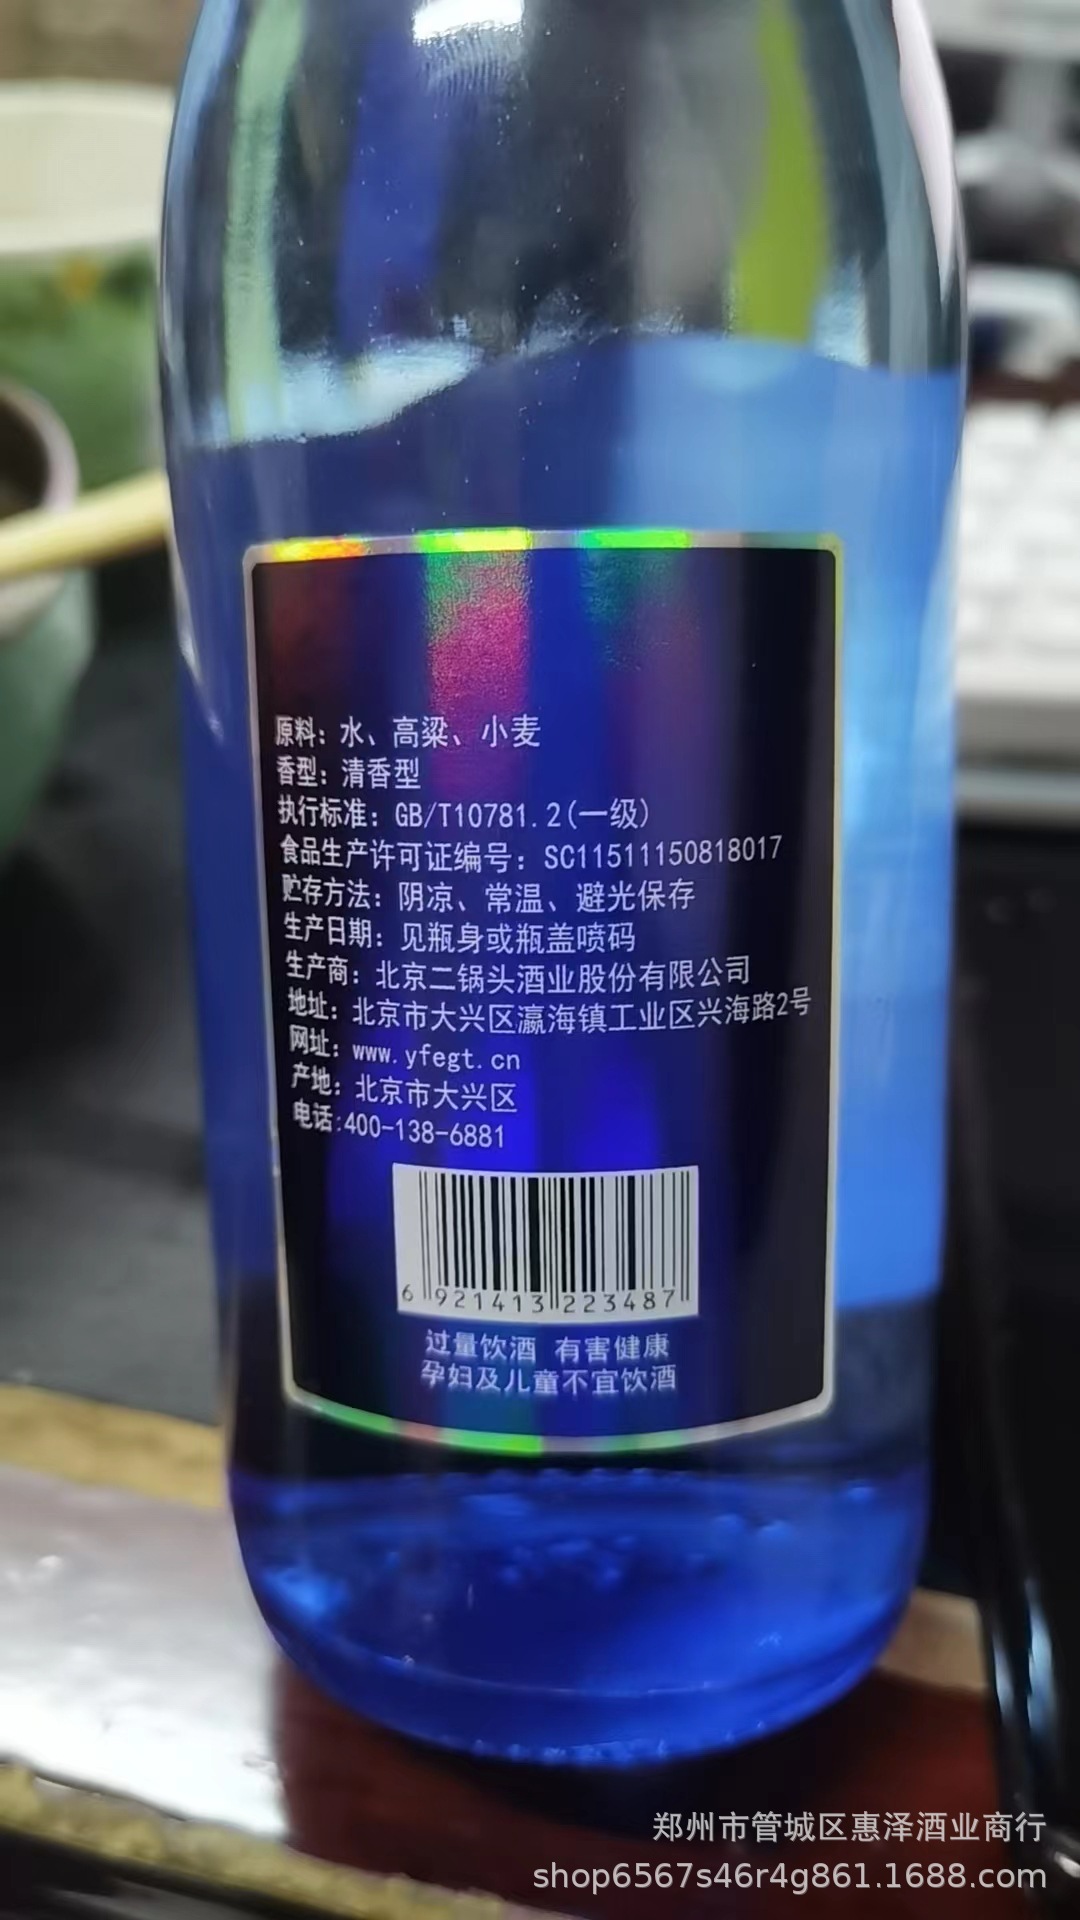 原料：水、高粱、小麦
香型：清香型
执行标准：GB/T10781.2(一级)
食品生产许可证编号：SC11511150818017
贮存方法：阴凉、常温、避光保存
生产日期：见瓶身或瓶盖喷码
生产商：北京二锅头酒业股份有限公司
地址：北京市大兴区瀛海镇工业区兴海路2号
网址：www.yfegt.cn
产地：北京市大兴区
电话:400-138-6881
6 921413 223487
过量饮酒 有害健康
孕妇及儿童不宜饮酒
郑州市管城区惠泽酒业商行
shop6567s46r4g861.1688.com